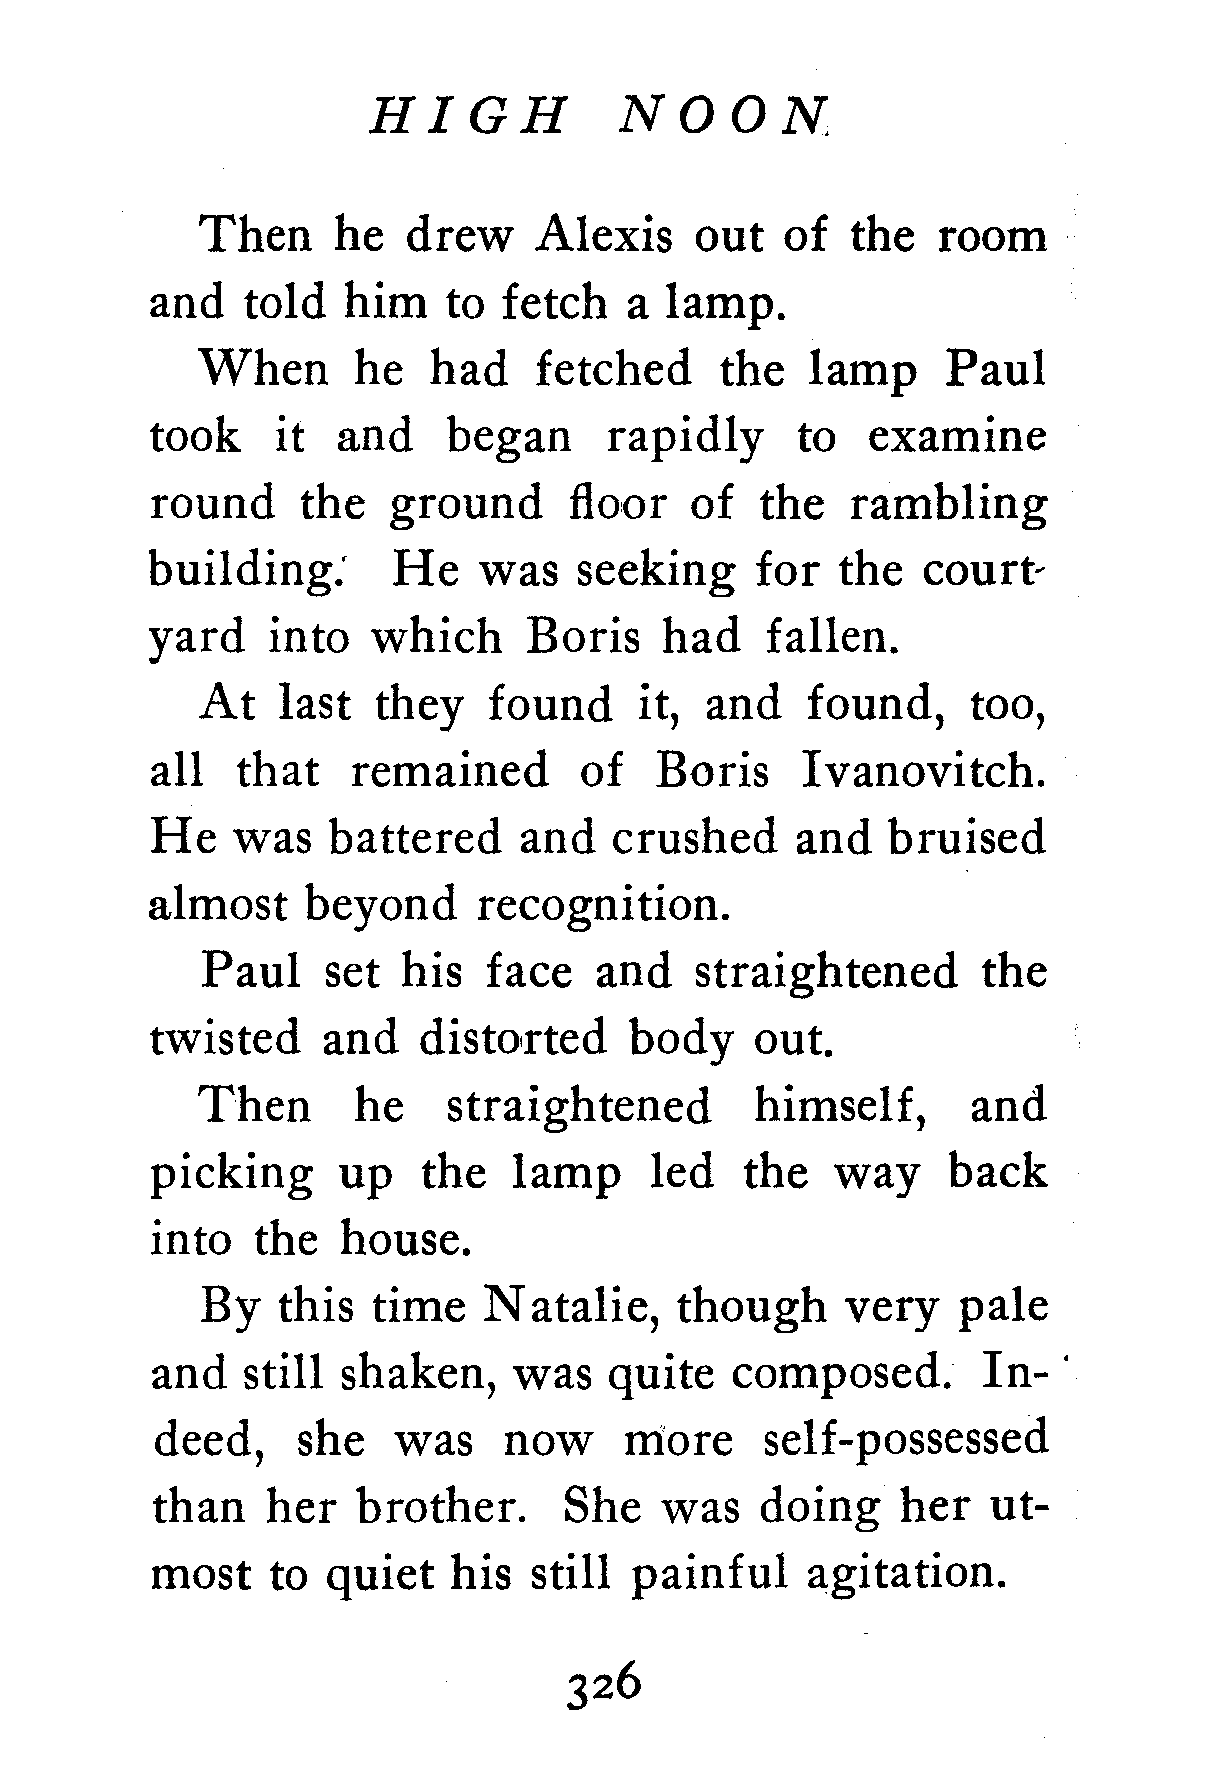 HIGH NOON
Then he drew Alexis out of the room
and told him to fetch a lamp.
When he had fetched the lamp Paul
took it and began rapidly to examine
round the ground floor of the rambling
building. He was seeking for the court-
yard into which Boris had fallen.
At last they found it, and found, too,
all that remained of Boris Ivanovitch.
He was battered and crushed and bruised
almost beyond recognition.
Paul set his face and straightened the
twisted and distorted body out.
Then he straightened himself, and
picking up the lamp led the way back
into the house.
By this time Natalie, though very pale
and still shaken, was quite composed. In-
deed, she was now more self-possessed
than her brother. She was doing her ut-
most to quiet his still painful agitation.
326